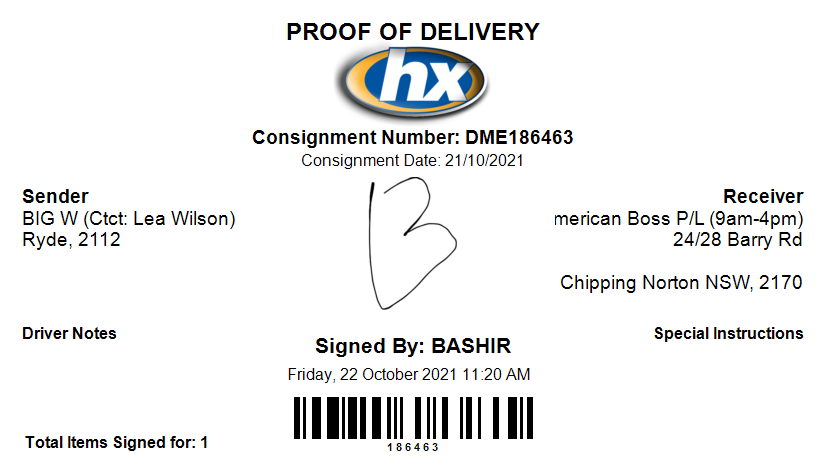 PROOF OF DELIVERY
hx
Consignment Number: DME186463
Consignment Date: 21/10/2021
Sender
BIG W (Ctct: Lea Wilson)
Ryde, 2112
Receiver
merican Boss P/L (9am-4pm)
24/28 Barry Rd
Chipping Norton NSW, 2170
B
Driver Notes
Special Instructions
Signed By: BASHIR
Friday, 22 October 2021 11:20 AM
186463
Total Items Signed for: 1